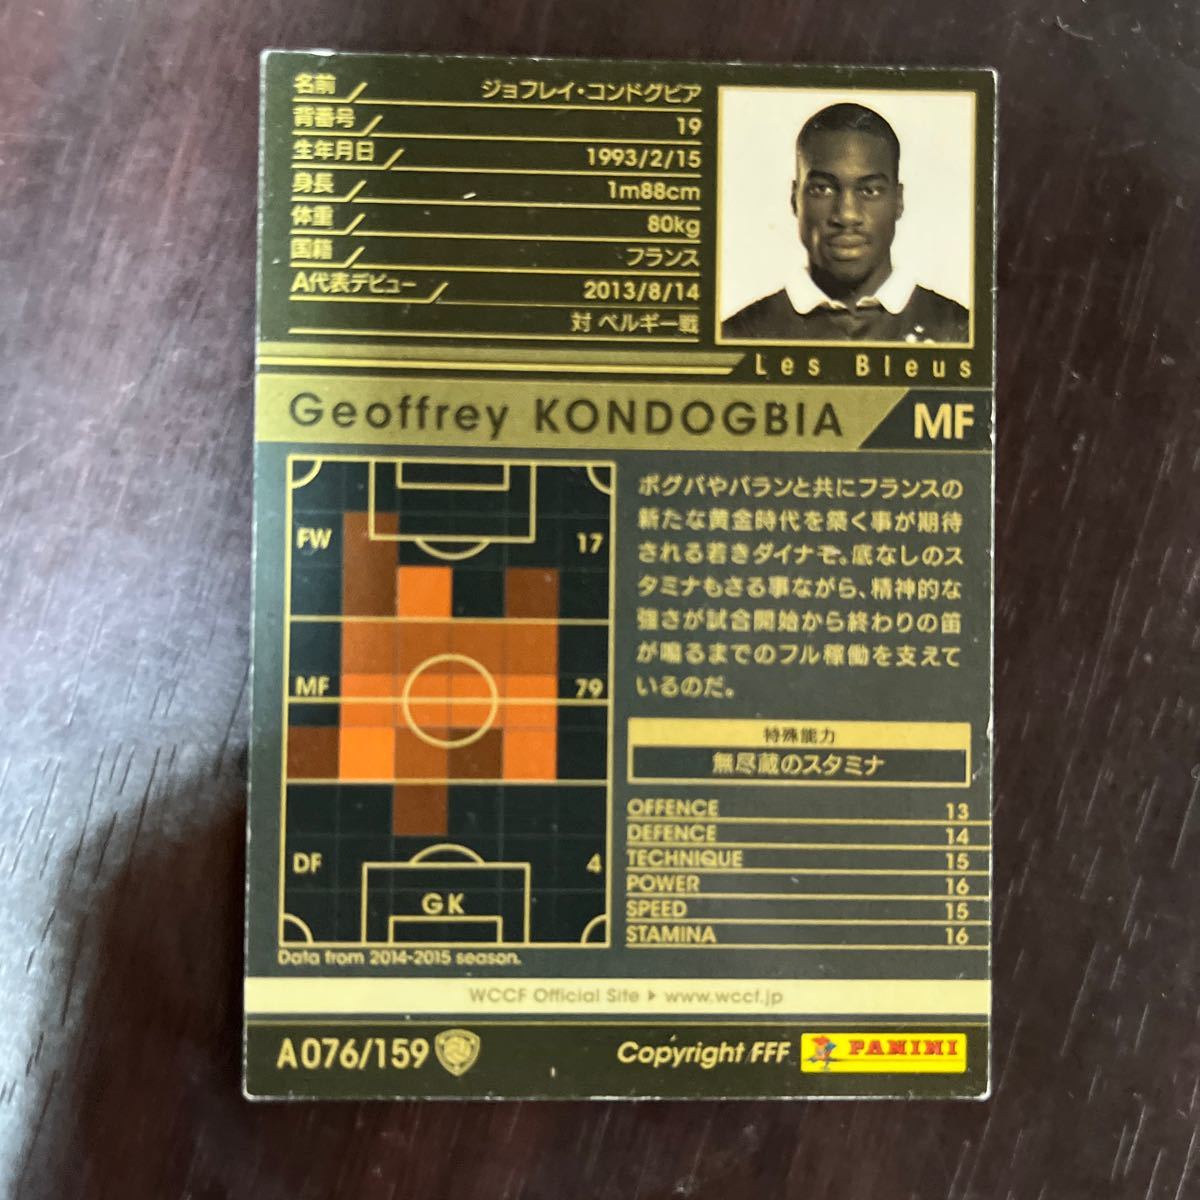 名前 ジョフレイ・コンドグビア
背番号 19
生年月日 1993/2/15
身長 1m88cm
体重 80kg
国籍 フランス
A代表デビュー 2013/8/14
対 ベルギー戦
Les Bleus
Geoffrey KONDOGBIA MF
FW 17
MF 79
DF 4
GK
Data from 2014-2015 season.
ポグバやバランと共にフランスの
新たな黄金時代を築く事が期待
される若きダイナモ。底なしのス
タミナもさる事ながら、精神的な
強さが試合開始から終わりの笛
が鳴るまでのフル稼働を支えて
いるのだ。
特殊能力
無尽蔵のスタミナ
OFFENCE 13
DEFENCE 14
TECHNIQUE 15
POWER 16
SPEED 15
STAMINA 16
WCCF Official Site ▶ www.wccf.jp
A076/159
Copyright FFF
PANINI